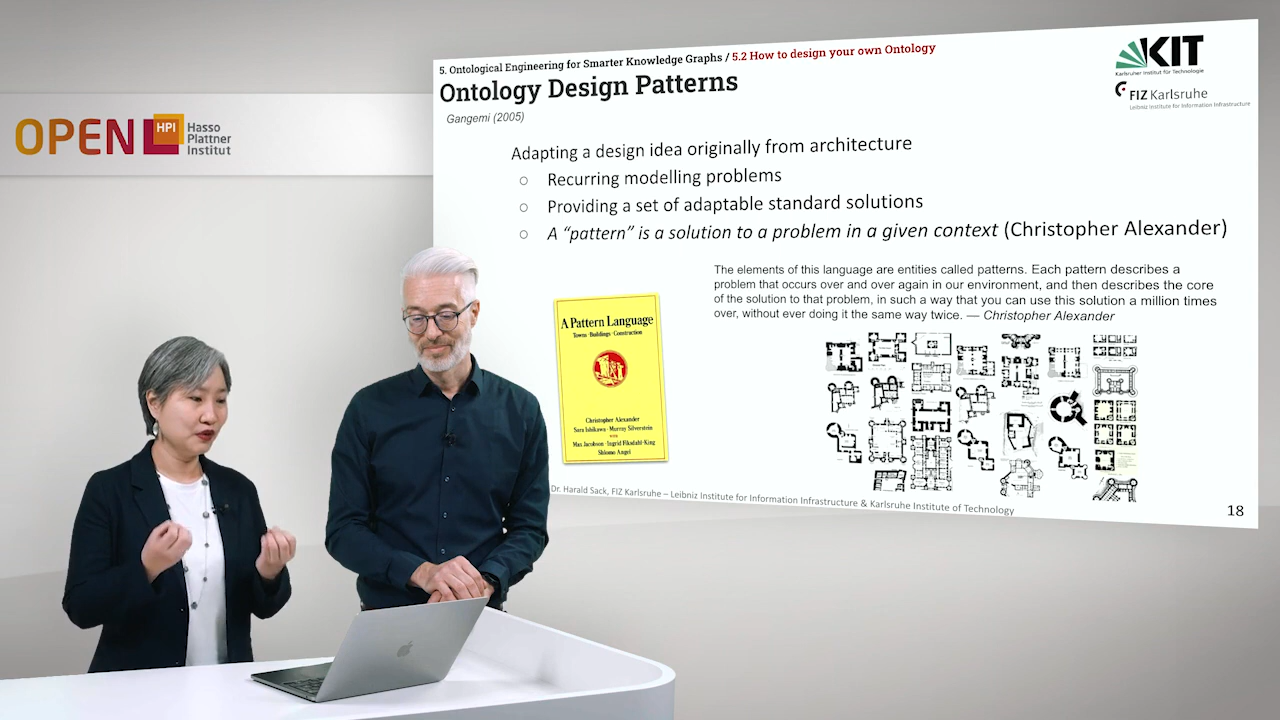 OPEN HPI Hasso
Plattner
Institut
5. Ontological Engineering for Smarter Knowledge Graphs / 5.2 How to design your own Ontology
Ontology Design Patterns
Gangemi (2005)
KIT
Karlsruher Institut für Technologie
FIZ Karlsruhe
Leibniz Institute for Information Infrastructure
Adapting a design idea originally from architecture
○ Recurring modelling problems
○ Providing a set of adaptable standard solutions
○ A “pattern” is a solution to a problem in a given context (Christopher Alexander)
The elements of this language are entities called patterns. Each pattern describes a
problem that occurs over and over again in our environment, and then describes the core
of the solution to that problem, in such a way that you can use this solution a million times
over, without ever doing it the same way twice. — Christopher Alexander
A Pattern Language
Towns · Buildings · Construction
Christopher Alexander
Sara Ishikawa · Murray Silverstein
WITH
Max Jacobson · Ingrid Fiksdahl-King
Shlomo Angel
Dr. Harald Sack, FIZ Karlsruhe – Leibniz Institute for Information Infrastructure & Karlsruhe Institute of Technology
18